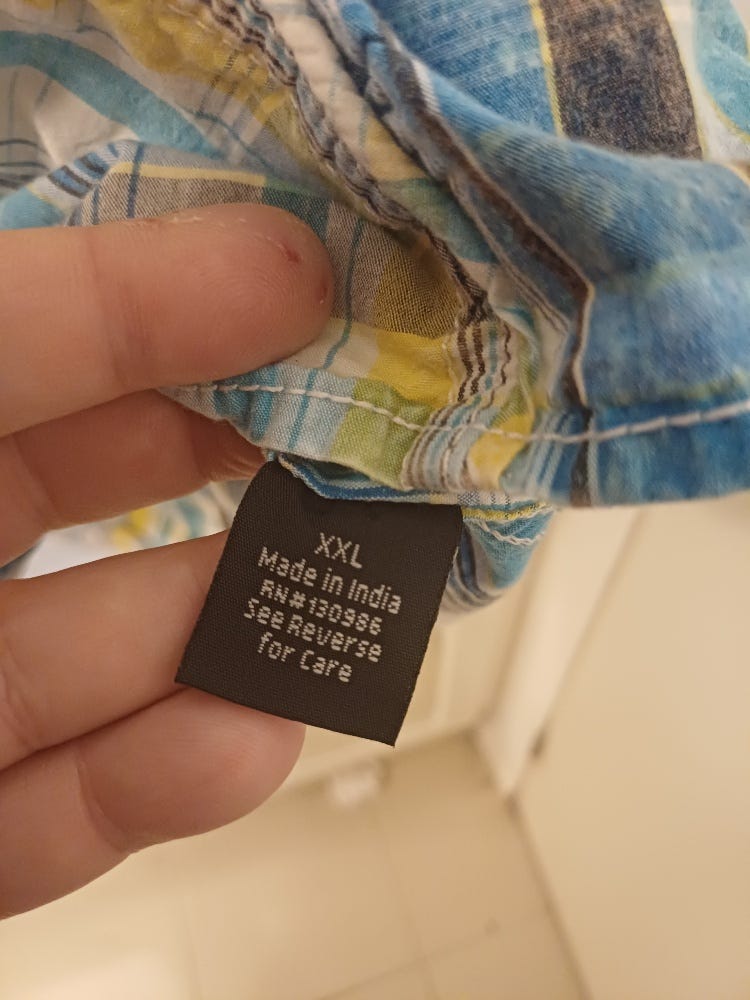 XXL
Made in India
RN#130986
See Reverse
for Care